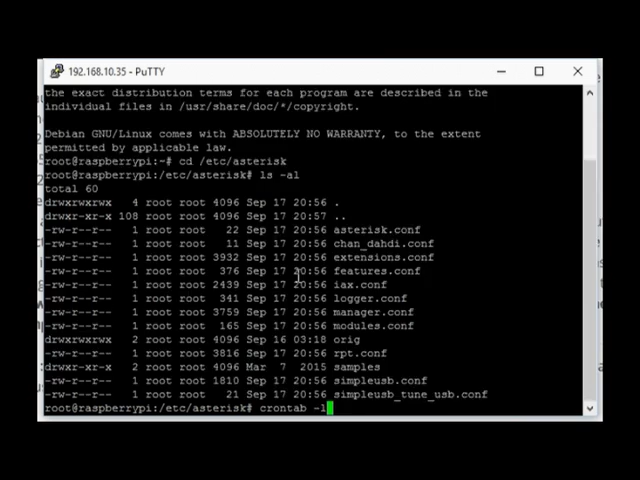 192.168.10.35 - PuTTY
the exact distribution terms for each program are described in the
individual files in /usr/share/doc/*/copyright.
Debian GNU/Linux comes with ABSOLUTELY NO WARRANTY, to the extent
permitted by applicable law.
root@raspberrypi:~# cd /etc/asterisk
root@raspberrypi:/etc/asterisk# ls -al
total 60
drwxrwxrwx 4 root root 4096 Sep 17 20:56 .
drwxr-xr-x 108 root root 4096 Sep 17 20:57 ..
-rw-r--r-- 1 root root 22 Sep 17 20:56 asterisk.conf
-rw-r--r-- 1 root root 11 Sep 17 20:56 chan_dahdi.conf
-rw-r--r-- 1 root root 3932 Sep 17 20:56 extensions.conf
-rw-r--r-- 1 root root 376 Sep 17 20:56 features.conf
-rw-r--r-- 1 root root 2439 Sep 17 20:56 iax.conf
-rw-r--r-- 1 root root 341 Sep 17 20:56 logger.conf
-rw-r--r-- 1 root root 3759 Sep 17 20:56 manager.conf
-rw-r--r-- 1 root root 165 Sep 17 20:56 modules.conf
drwxrwxrwx 2 root root 4096 Sep 16 03:18 orig
-rw-r--r-- 1 root root 3816 Sep 17 20:56 rpt.conf
drwxr-xr-x 2 root root 4096 Mar 7 2015 samples
-rw-r--r-- 1 root root 1810 Sep 17 20:56 simpleusb.conf
-rw-r--r-- 1 root root 21 Sep 17 20:56 simpleusb_tune_usb.conf
root@raspberrypi:/etc/asterisk# crontab -l